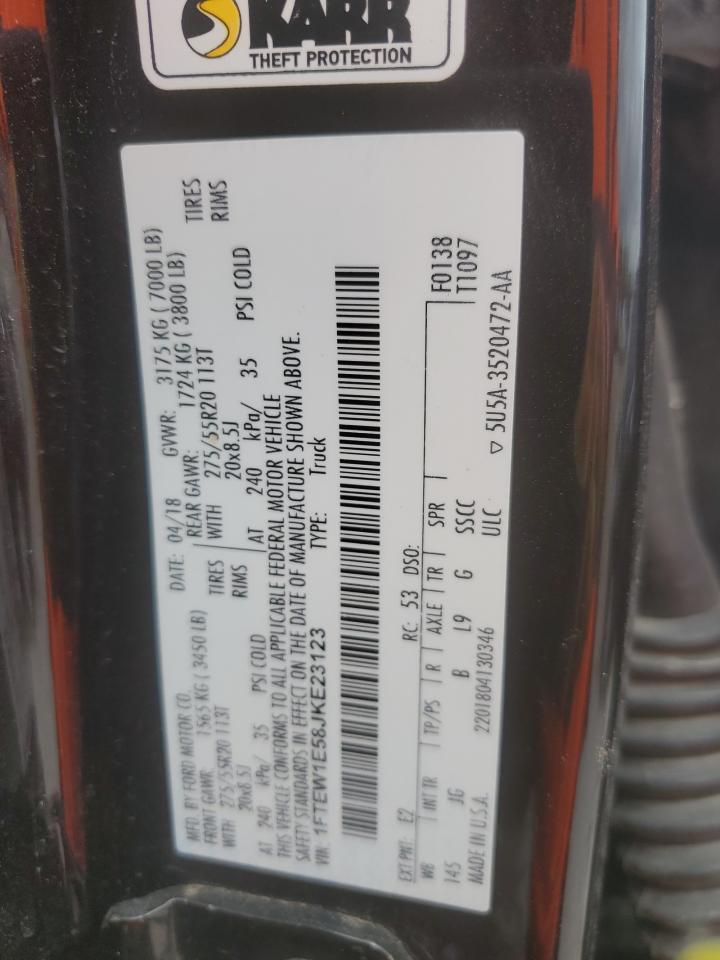 KARR
THEFT PROTECTION
MFD. BY FORD MOTOR CO.
DATE: 04/18 GVWR: 3175 KG ( 7000 LB)
FRONT GAWR: 1565 KG ( 3450 LB) REAR GAWR: 1724 KG ( 3800 LB)
WITH 275/55R20 113T TIRES WITH 275/55R20 113T TIRES
20x8.5J RIMS 20x8.5J RIMS
AT 240 kPa/ 35 PSI COLD AT 240 kPa/ 35 PSI COLD
THIS VEHICLE CONFORMS TO ALL APPLICABLE FEDERAL MOTOR VEHICLE
SAFETY STANDARDS IN EFFECT ON THE DATE OF MANUFACTURE SHOWN ABOVE.
VIN: 1FTEW1E58JKE23123 TYPE: Truck
EXT PNT: E2 RC: 53 DSO: F0138
WB INT TR TP/PS R AXLE TR SPR T1097
145 JG B L9 G SSCC
MADE IN U.S.A. 2201804130346 ULC ▽ 5U5A-3520472-AA